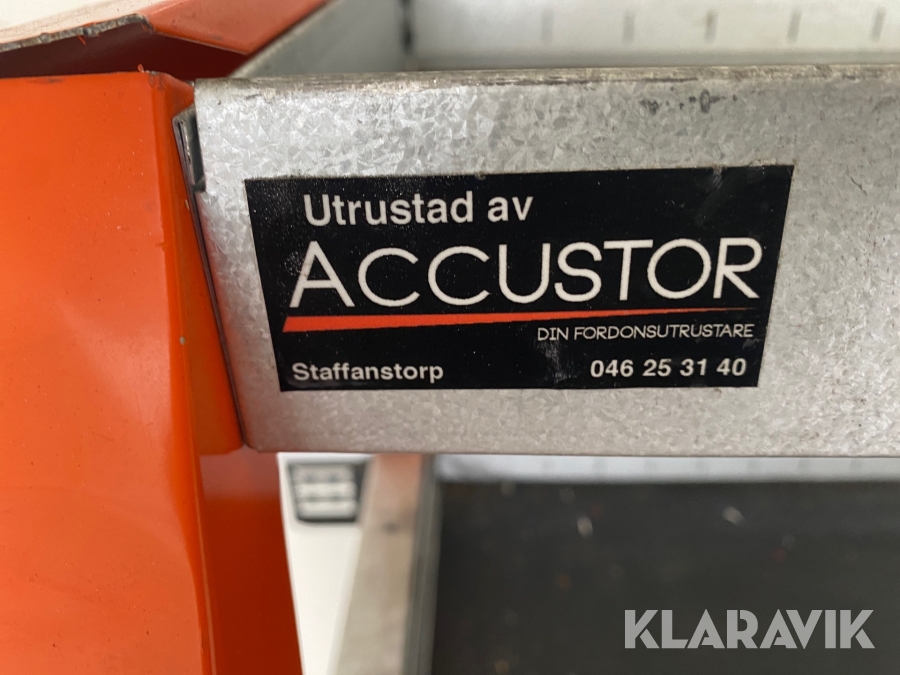 Utrustad av
ACCUSTOR
DIN FORDONSUTRUSTARE
Staffanstorp 046 25 31 40
KLARAVIK